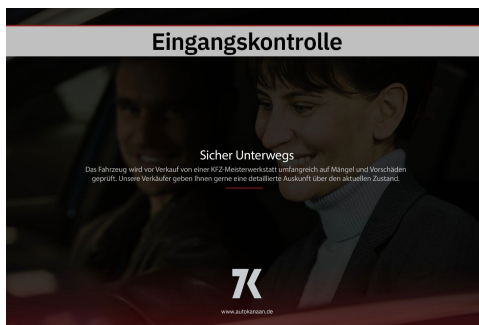 Eingangskontrolle
Sicher Unterwegs
Das Fahrzeug wird vor Verkauf von einer KFZ-Meisterwerkstatt umfangreich auf Mängel und Vorschäden
geprüft. Unsere Verkäufer geben Ihnen gerne eine detaillierte Auskunft über den aktuellen Zustand.
7K
www.autokanaan.de